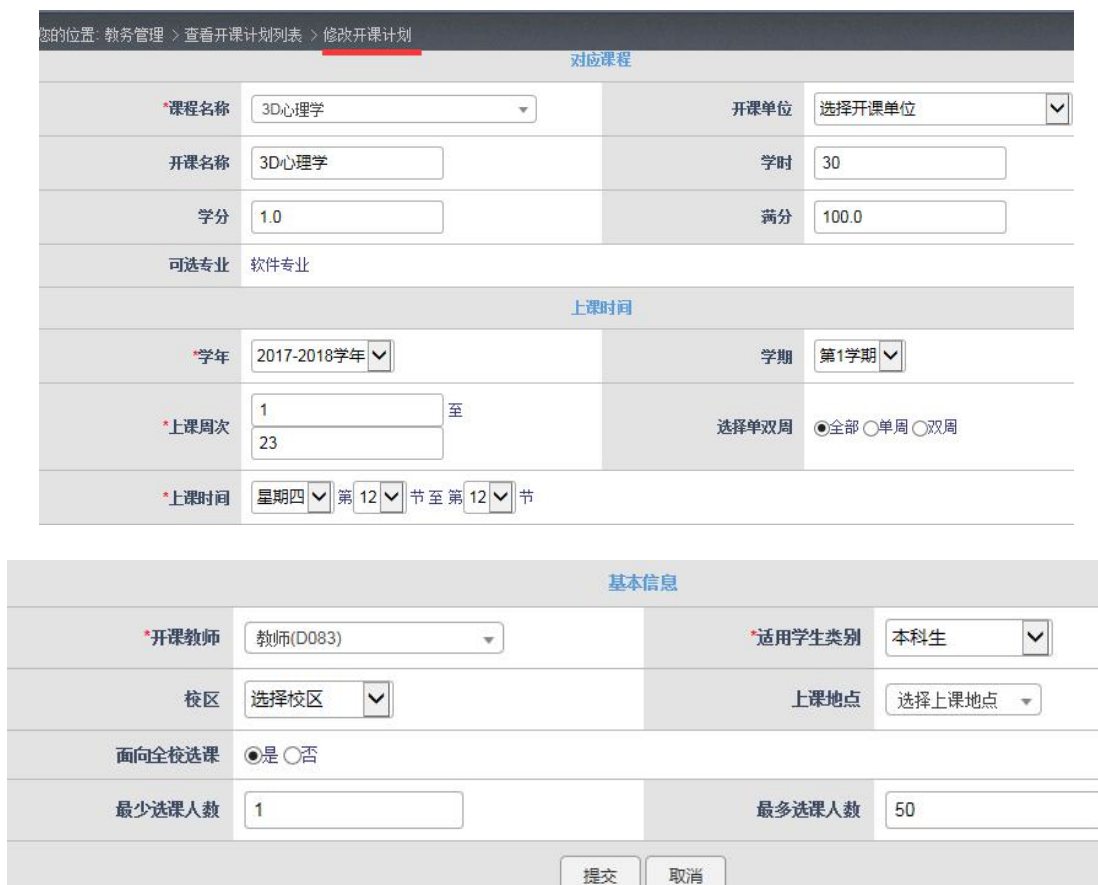 您的位置: 教务管理 > 查看开课计划列表 > 修改开课计划
对应课程
*课程名称 3D心理学 开课单位 选择开课单位
开课名称 3D心理学 学时 30
学分 1.0 满分 100.0
可选专业 软件专业
上课时间
*学年 2017-2018学年 学期 第1学期
*上课周次 1 至
23 选择单双周 全部 单周 双周
*上课时间 星期四 第 12 节 至 第 12 节
基本信息
*开课教师 教师(D083) *适用学生类别 本科生
校区 选择校区 上课地点 选择上课地点
面向全校选课 是 否
最少选课人数 1 最多选课人数 50
提交 取消